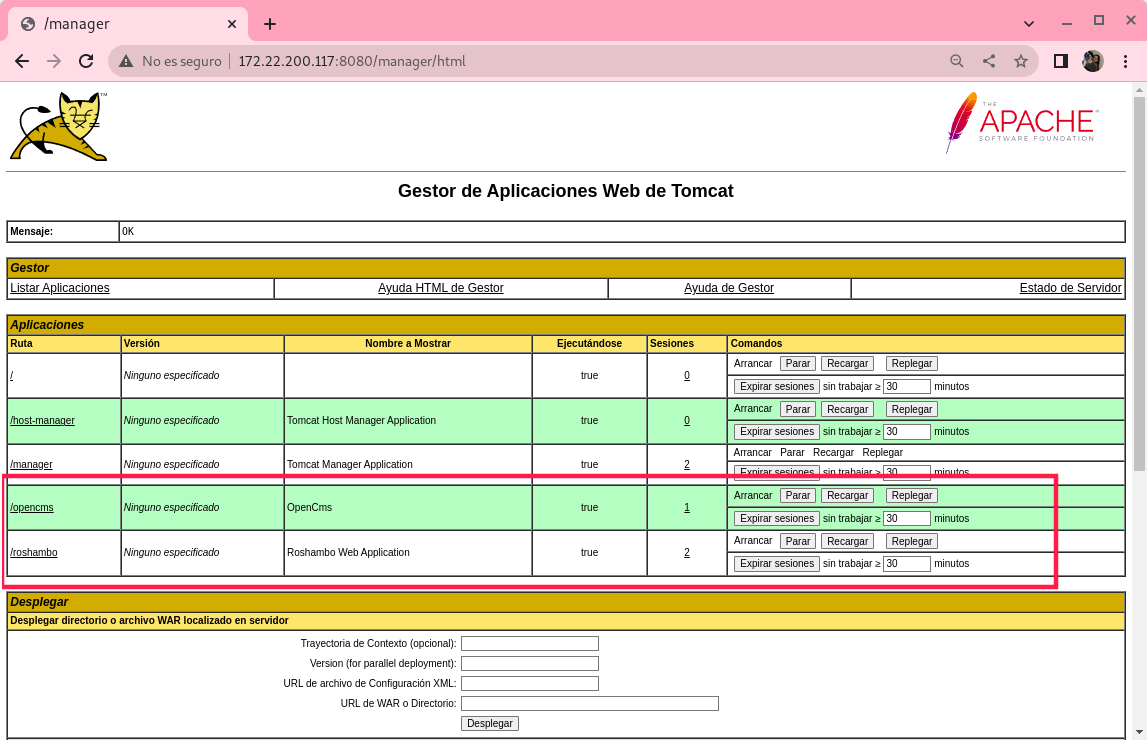 /manager
No es seguro 172.22.200.117:8080/manager/html
™
THE
APACHE®
SOFTWARE FOUNDATION
Gestor de Aplicaciones Web de Tomcat
Mensaje: OK
Gestor
Listar Aplicaciones Ayuda HTML de Gestor Ayuda de Gestor Estado de Servidor
Aplicaciones
Ruta Versión Nombre a Mostrar Ejecutándose Sesiones Comandos
/ Ninguno especificado true 0 Arrancar Parar Recargar Replegar
Expirar sesiones sin trabajar ≥ 30 minutos
/host-manager Ninguno especificado Tomcat Host Manager Application true 0 Arrancar Parar Recargar Replegar
Expirar sesiones sin trabajar ≥ 30 minutos
/manager Ninguno especificado Tomcat Manager Application true 2 Arrancar Parar Recargar Replegar
Expirar sesiones sin trabajar ≥ 30 minutos
/opencms Ninguno especificado OpenCms true 1 Arrancar Parar Recargar Replegar
Expirar sesiones sin trabajar ≥ 30 minutos
/roshambo Ninguno especificado Roshambo Web Application true 2 Arrancar Parar Recargar Replegar
Expirar sesiones sin trabajar ≥ 30 minutos
Desplegar
Desplegar directorio o archivo WAR localizado en servidor
Trayectoria de Contexto (opcional):
Version (for parallel deployment):
URL de archivo de Configuración XML:
URL de WAR o Directorio:
Desplegar